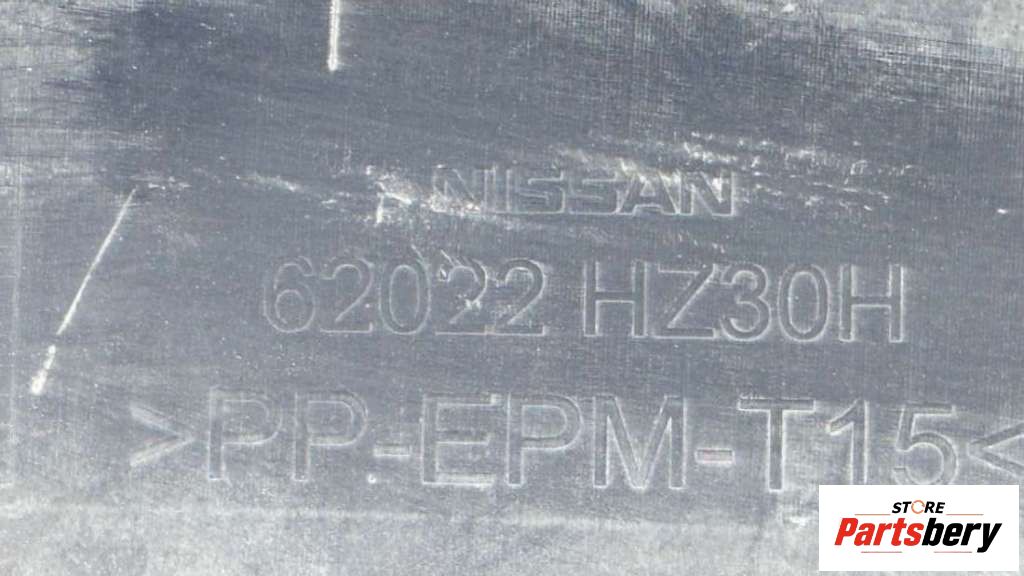 NISSAN
62022 HZ30H
>PP-EPM-T15<
STORE
Partsbery